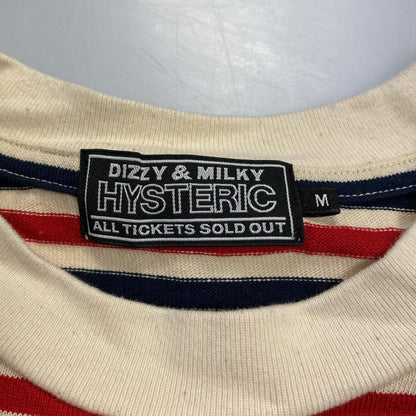 DIZZY & MILKY
HYSTERIC
ALL TICKETS SOLD OUT
M